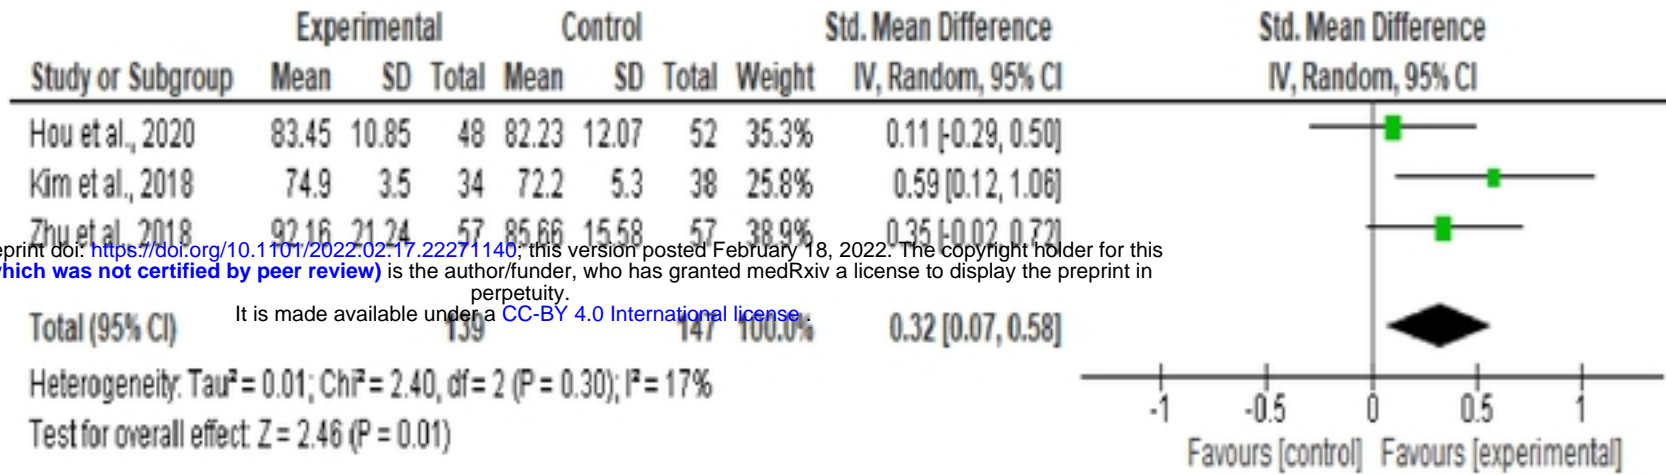 Experimental Control Std. Mean Difference Std. Mean Difference
Study or Subgroup Mean SD Total Mean SD Total Weight IV, Random, 95% CI IV, Random, 95% CI
Hou et al., 2020 83.45 10.85 48 82.23 12.07 52 35.3% 0.11 [-0.29, 0.50]
Kim et al., 2018 74.9 3.5 34 72.2 5.3 38 25.8% 0.59 [0.12, 1.06]
Zhu et al., 2018 92.16 21.24 57 85.66 15.58 57 38.9% 0.35 [-0.02, 0.72]
eprint doi: https://doi.org/10.1101/2022.02.17.22271140; this version posted February 18, 2022. The copyright holder for this
which was not certified by peer review) is the author/funder, who has granted medRxiv a license to display the preprint in
perpetuity.
It is made available under a CC-BY 4.0 International license .
Total (95% CI) 139 147 100.0% 0.32 [0.07, 0.58]
Heterogeneity: Tau² = 0.01; Chi² = 2.40, df = 2 (P = 0.30); I² = 17%
Test for overall effect: Z = 2.46 (P = 0.01)
-1 -0.5 0 0.5 1
Favours [control] Favours [experimental]